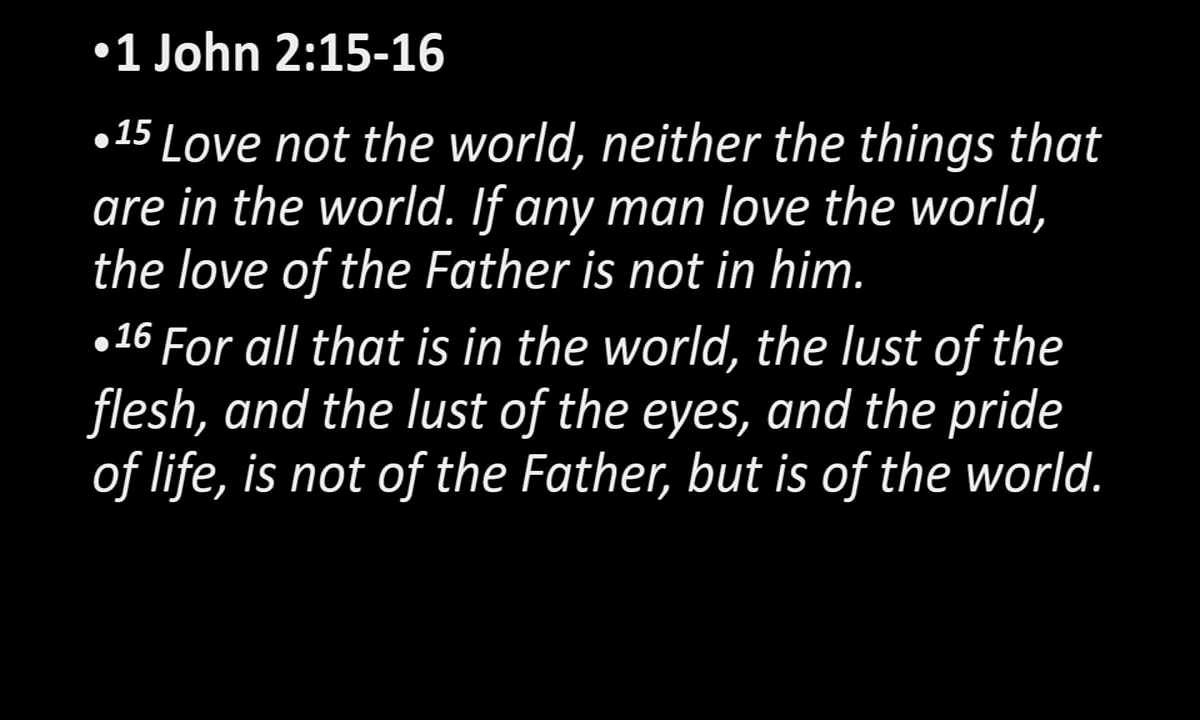 •1 John 2:15-16
•15 Love not the world, neither the things that
are in the world. If any man love the world,
the love of the Father is not in him.
•16 For all that is in the world, the lust of the
flesh, and the lust of the eyes, and the pride
of life, is not of the Father, but is of the world.